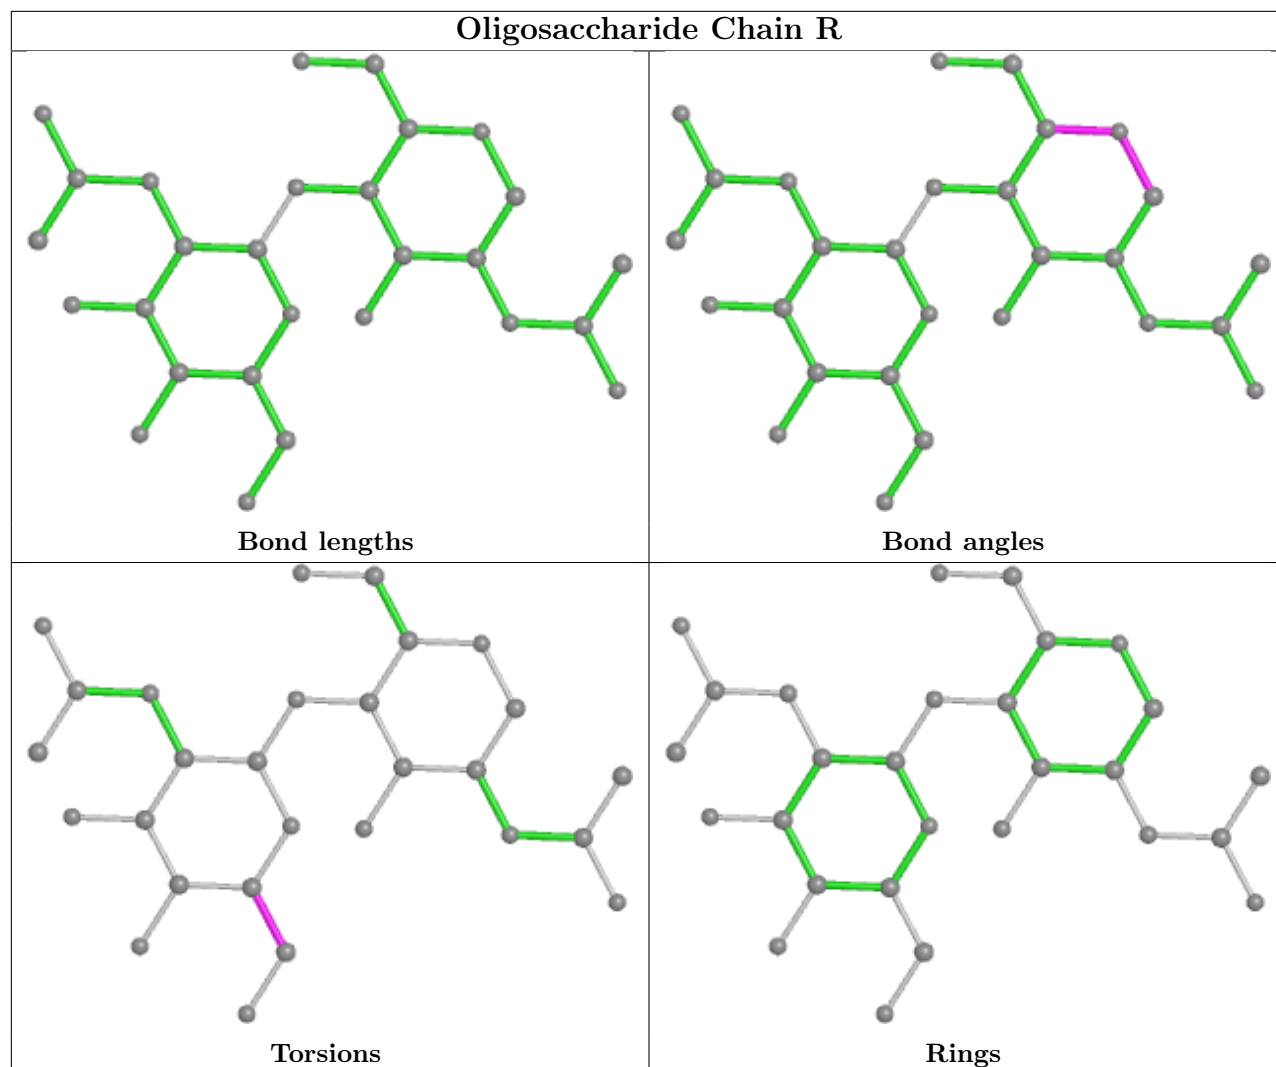 Oligosaccharide Chain R
Bond lengths
Bond angles
Torsions
Rings